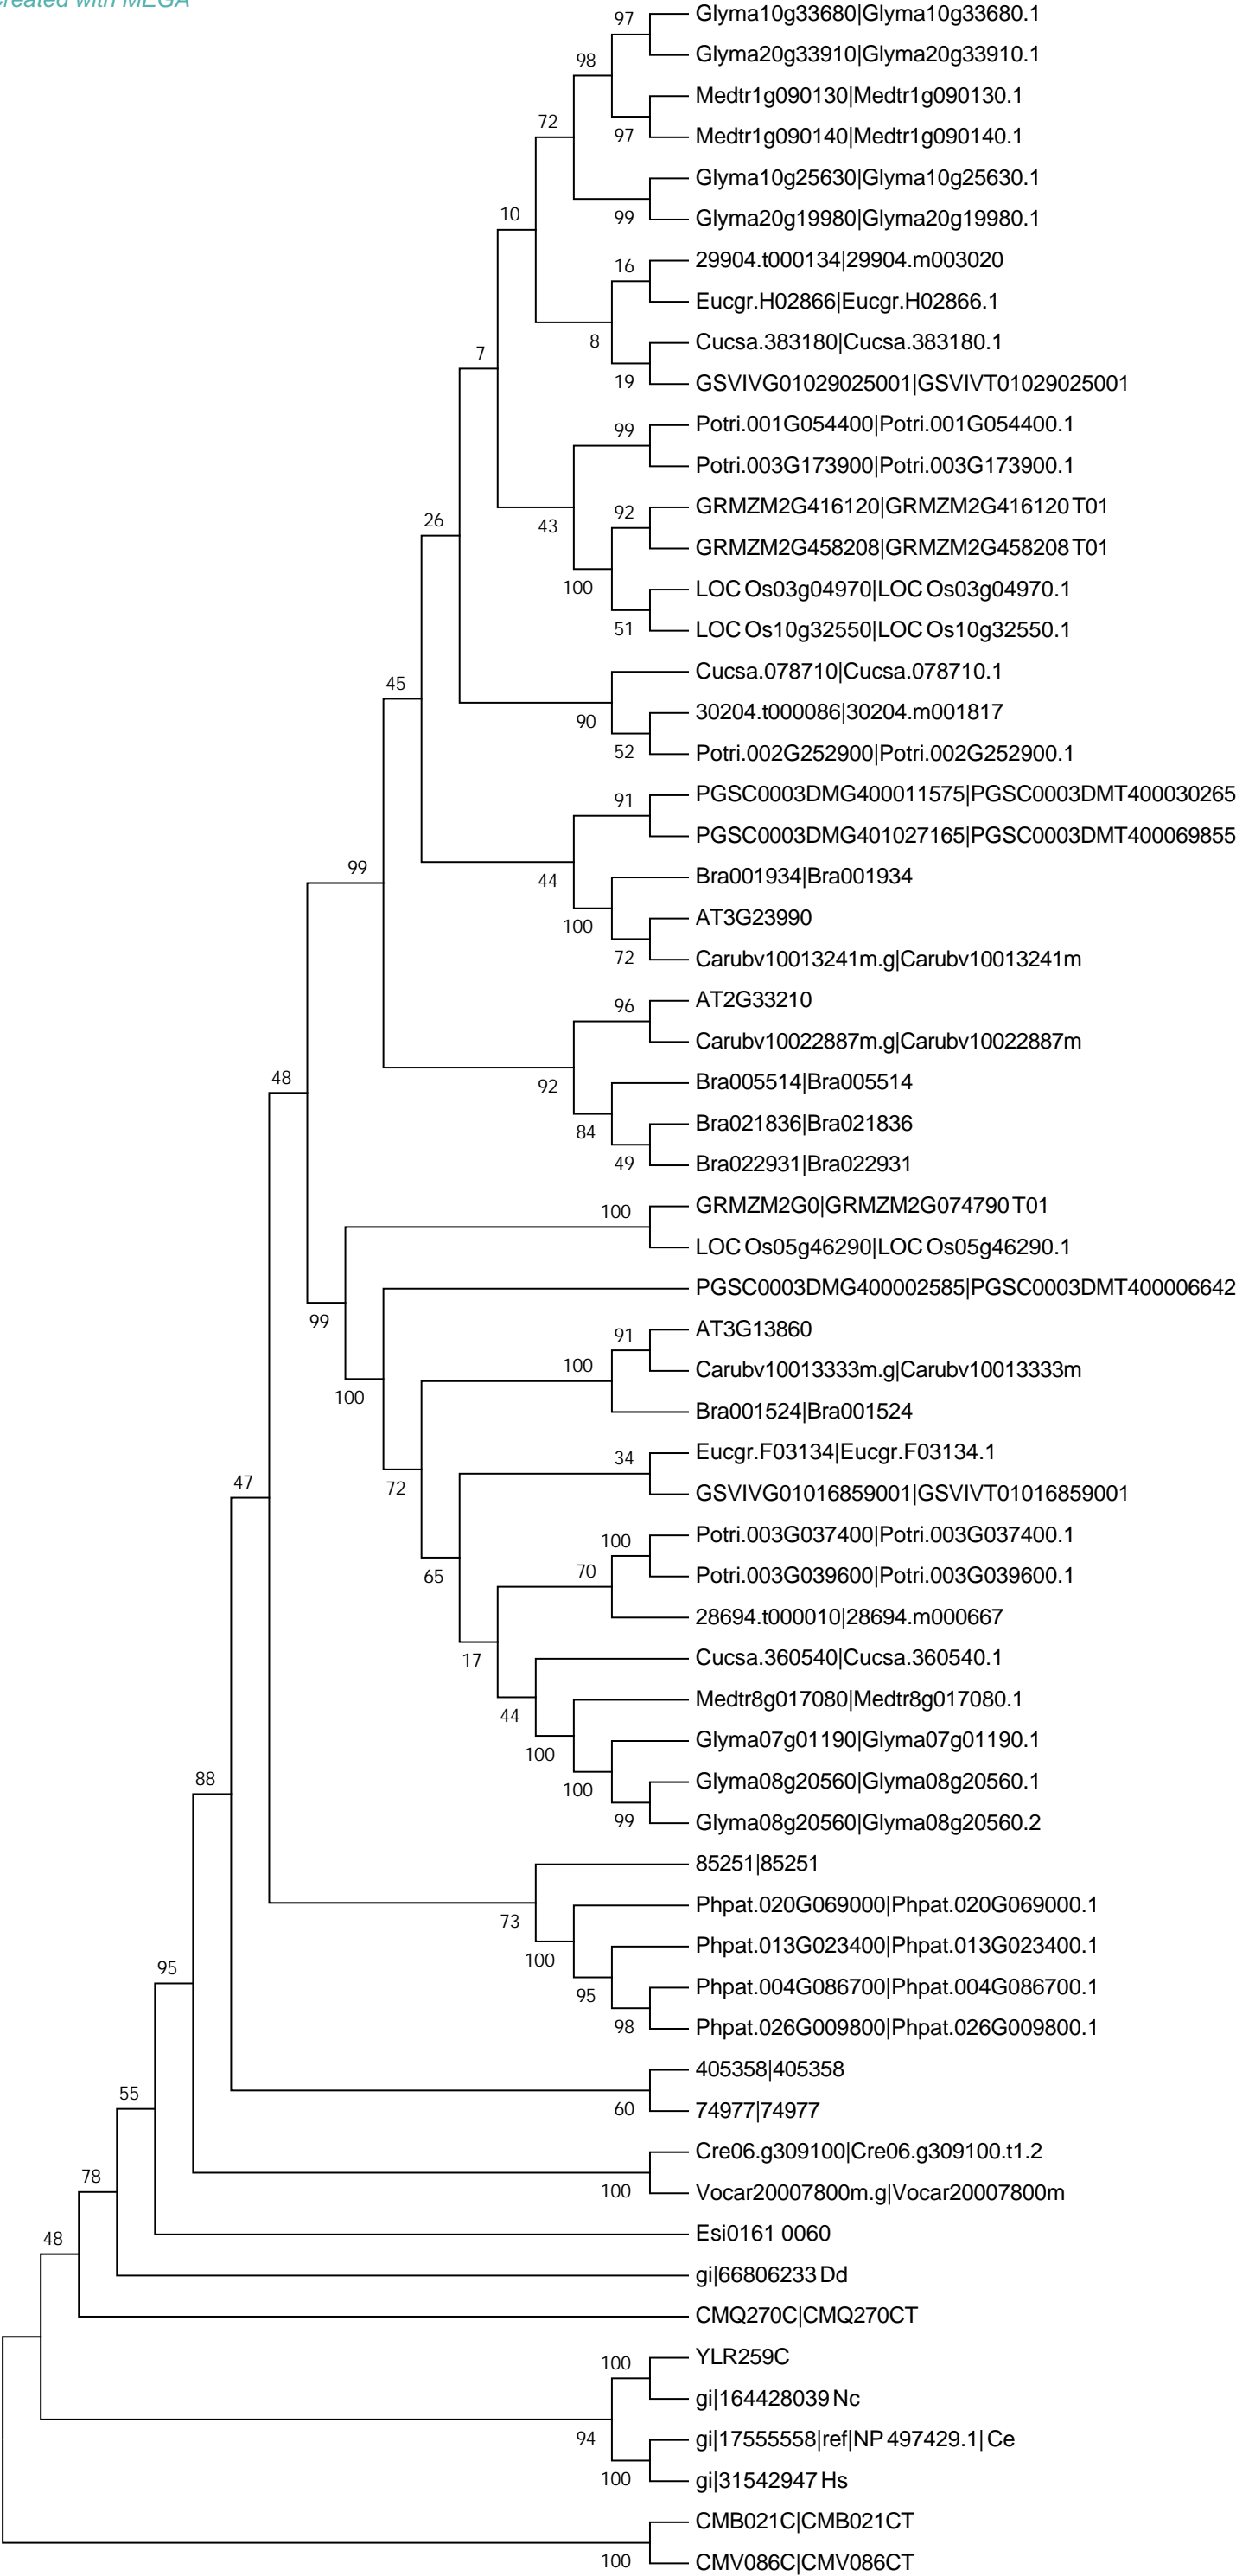 Created with MEGA
97
Glyma10g33680|Glyma10g33680.1
Glyma20g33910|Glyma20g33910.1
98
Medtr1g090130|Medtr1g090130.1
97
Medtr1g090140|Medtr1g090140.1
72
Glyma10g25630|Glyma10g25630.1
99
Glyma20g19980|Glyma20g19980.1
10
16
29904.t000134|29904.m003020
Eucgr.H02866|Eucgr.H02866.1
8
Cucsa.383180|Cucsa.383180.1
19
GSVIVG01029025001|GSVIVT01029025001
7
99
Potri.001G054400|Potri.001G054400.1
Potri.003G173900|Potri.003G173900.1
43
92
GRMZM2G416120|GRMZM2G416120 T01
GRMZM2G458208|GRMZM2G458208 T01
100
LOC Os03g04970|LOC Os03g04970.1
51
LOC Os10g32550|LOC Os10g32550.1
26
Cucsa.078710|Cucsa.078710.1
90
30204.t000086|30204.m001817
52
Potri.002G252900|Potri.002G252900.1
45
91
PGSC0003DMG400011575|PGSC0003DMT400030265
PGSC0003DMG401027165|PGSC0003DMT400069855
44
Bra001934|Bra001934
100
AT3G23990
72
Carubv10013241m.g|Carubv10013241m
99
96
AT2G33210
Carubv10022887m.g|Carubv10022887m
92
Bra005514|Bra005514
84
Bra021836|Bra021836
49
Bra022931|Bra022931
48
100
GRMZM2G0|GRMZM2G074790 T01
LOC Os05g46290|LOC Os05g46290.1
99
PGSC0003DMG400002585|PGSC0003DMT400006642
100
91
AT3G13860
100
Carubv10013333m.g|Carubv10013333m
Bra001524|Bra001524
72
34
Eucgr.F03134|Eucgr.F03134.1
GSVIVG01016859001|GSVIVT01016859001
65
100
Potri.003G037400|Potri.003G037400.1
70
Potri.003G039600|Potri.003G039600.1
28694.t000010|28694.m000667
17
Cucsa.360540|Cucsa.360540.1
44
Medtr8g017080|Medtr8g017080.1
100
Glyma07g01190|Glyma07g01190.1
100
Glyma08g20560|Glyma08g20560.1
99
Glyma08g20560|Glyma08g20560.2
47
85251|85251
73
Phpat.020G069000|Phpat.020G069000.1
100
Phpat.013G023400|Phpat.013G023400.1
95
Phpat.004G086700|Phpat.004G086700.1
98
Phpat.026G009800|Phpat.026G009800.1
88
405358|405358
60
74977|74977
95
Cre06.g309100|Cre06.g309100.t1.2
100
Vocar20007800m.g|Vocar20007800m
55
Esi0161 0060
78
gi|66806233 Dd
48
CMQ270C|CMQ270CT
100
YLR259C
gi|164428039 Nc
94
gi|17555558|ref|NP 497429.1| Ce
100
gi|31542947 Hs
CMB021C|CMB021CT
100
CMV086C|CMV086CT